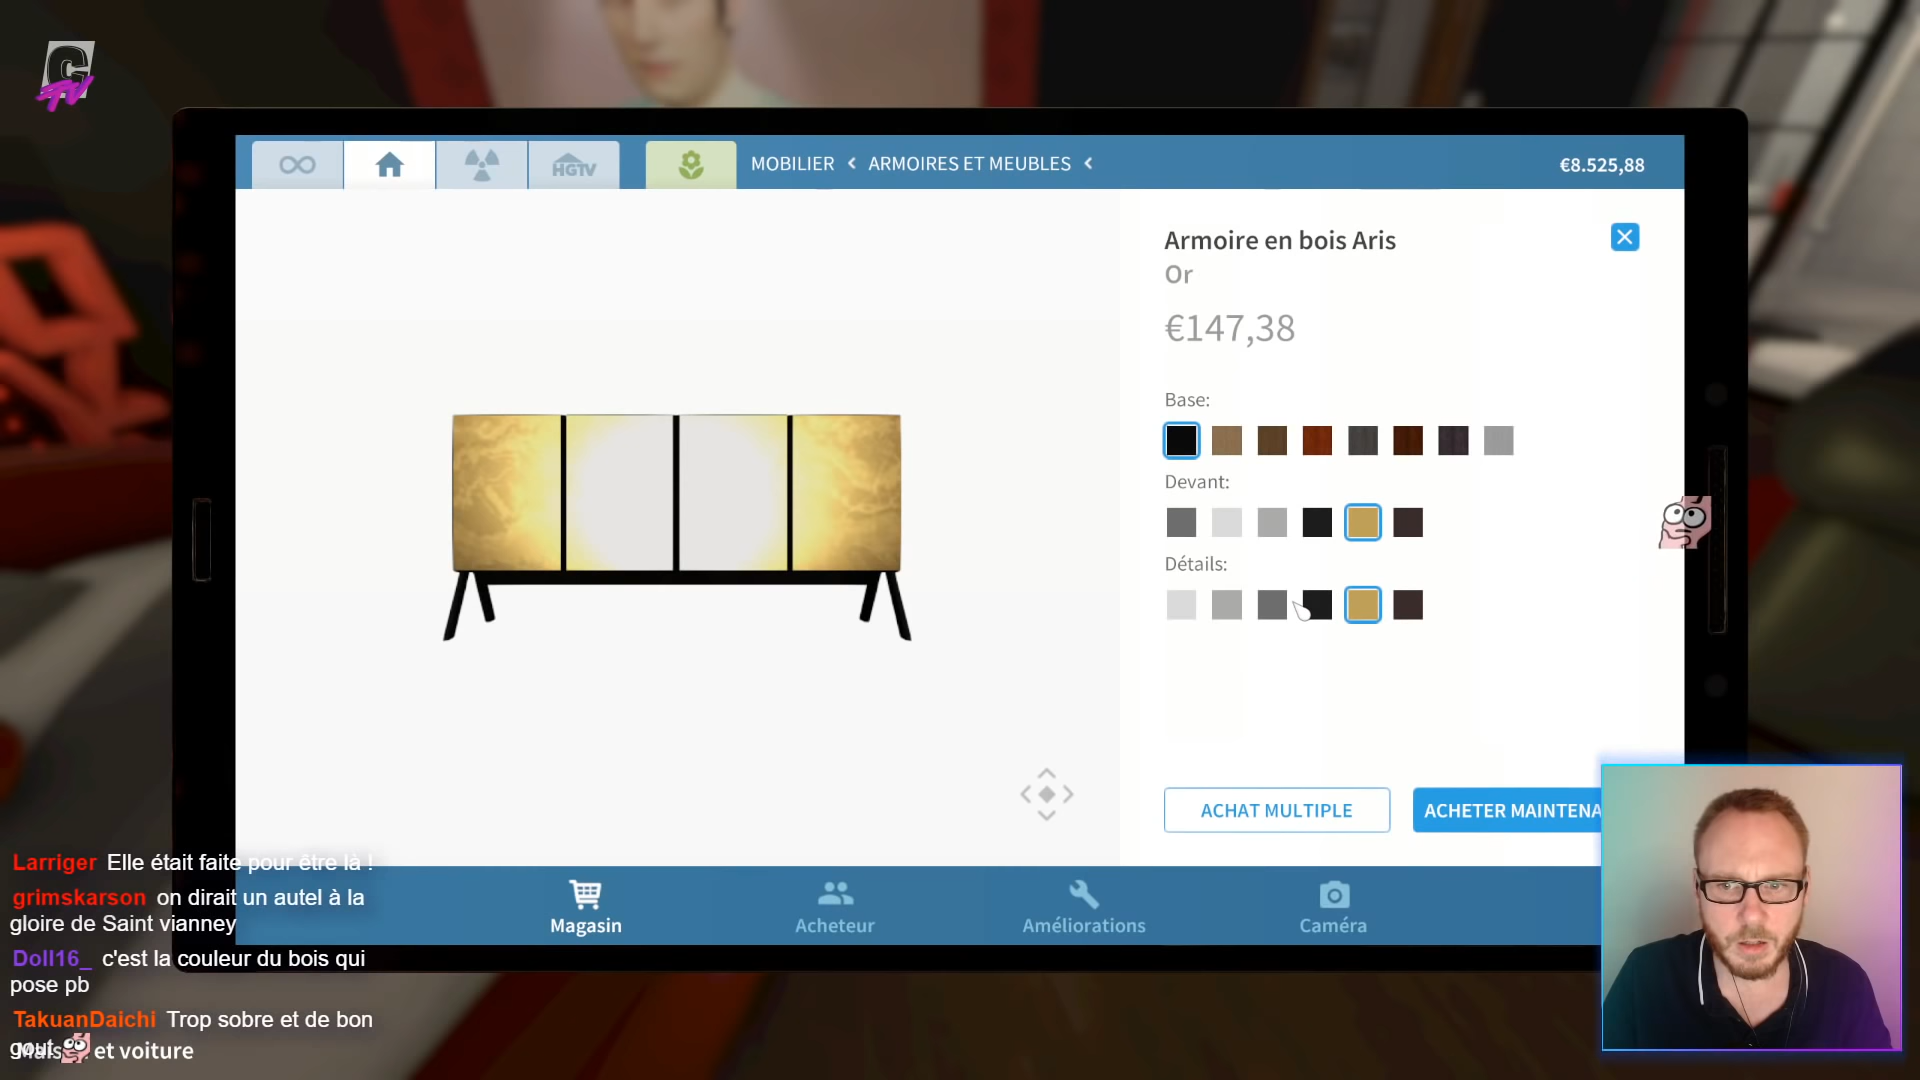 G
TV
HGTV
MOBILIER < ARMOIRES ET MEUBLES <
€8.525,88
Armoire en bois Aris
Or
€147,38
Base:
Devant:
Détails:
ACHAT MULTIPLE
ACHETER MAINTENA
Larriger Elle était faite pour être là !
grimskarson on dirait un autel à la
gloire de Saint vianney
Doll16_ c'est la couleur du bois qui
pose pb
TakuanDaichi Trop sobre et de bon
gout
et voiture
Magasin
Acheteur
Améliorations
Caméra